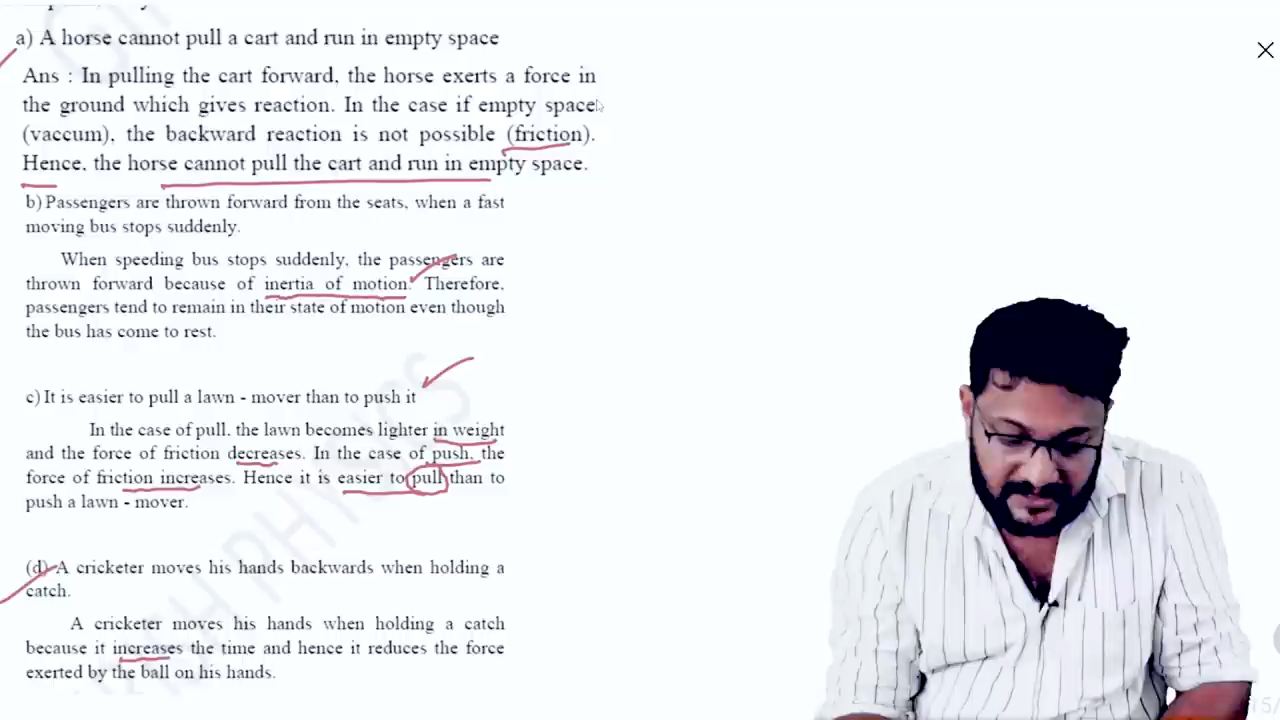 a) A horse cannot pull a cart and run in empty space
Ans : In pulling the cart forward, the horse exerts a force in
the ground which gives reaction. In the case if empty space
(vaccum), the backward reaction is not possible (friction).
Hence, the horse cannot pull the cart and run in empty space.
b) Passengers are thrown forward from the seats, when a fast
moving bus stops suddenly.
When speeding bus stops suddenly, the passengers are
thrown forward because of inertia of motion. Therefore,
passengers tend to remain in their state of motion even though
the bus has come to rest.
c) It is easier to pull a lawn - mover than to push it
In the case of pull, the lawn becomes lighter in weight
and the force of friction decreases. In the case of push, the
force of friction increases. Hence it is easier to pull than to
push a lawn - mover.
(d) A cricketer moves his hands backwards when holding a
catch.
A cricketer moves his hands when holding a catch
because it increases the time and hence it reduces the force
exerted by the ball on his hands.
PHYSICS